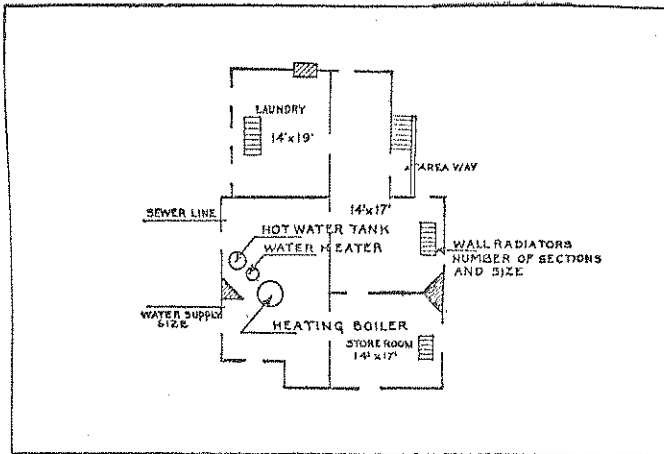 LAUNDRY
14'x19'
AREA WAY
14'x17'
SEWER LINE
HOT WATER TANK
WATER HEATER
WALL RADIATORS
NUMBER OF SECTIONS
AND SIZE
WATER SUPPLY
SIZE
HEATING BOILER
STORE ROOM
14'x17'